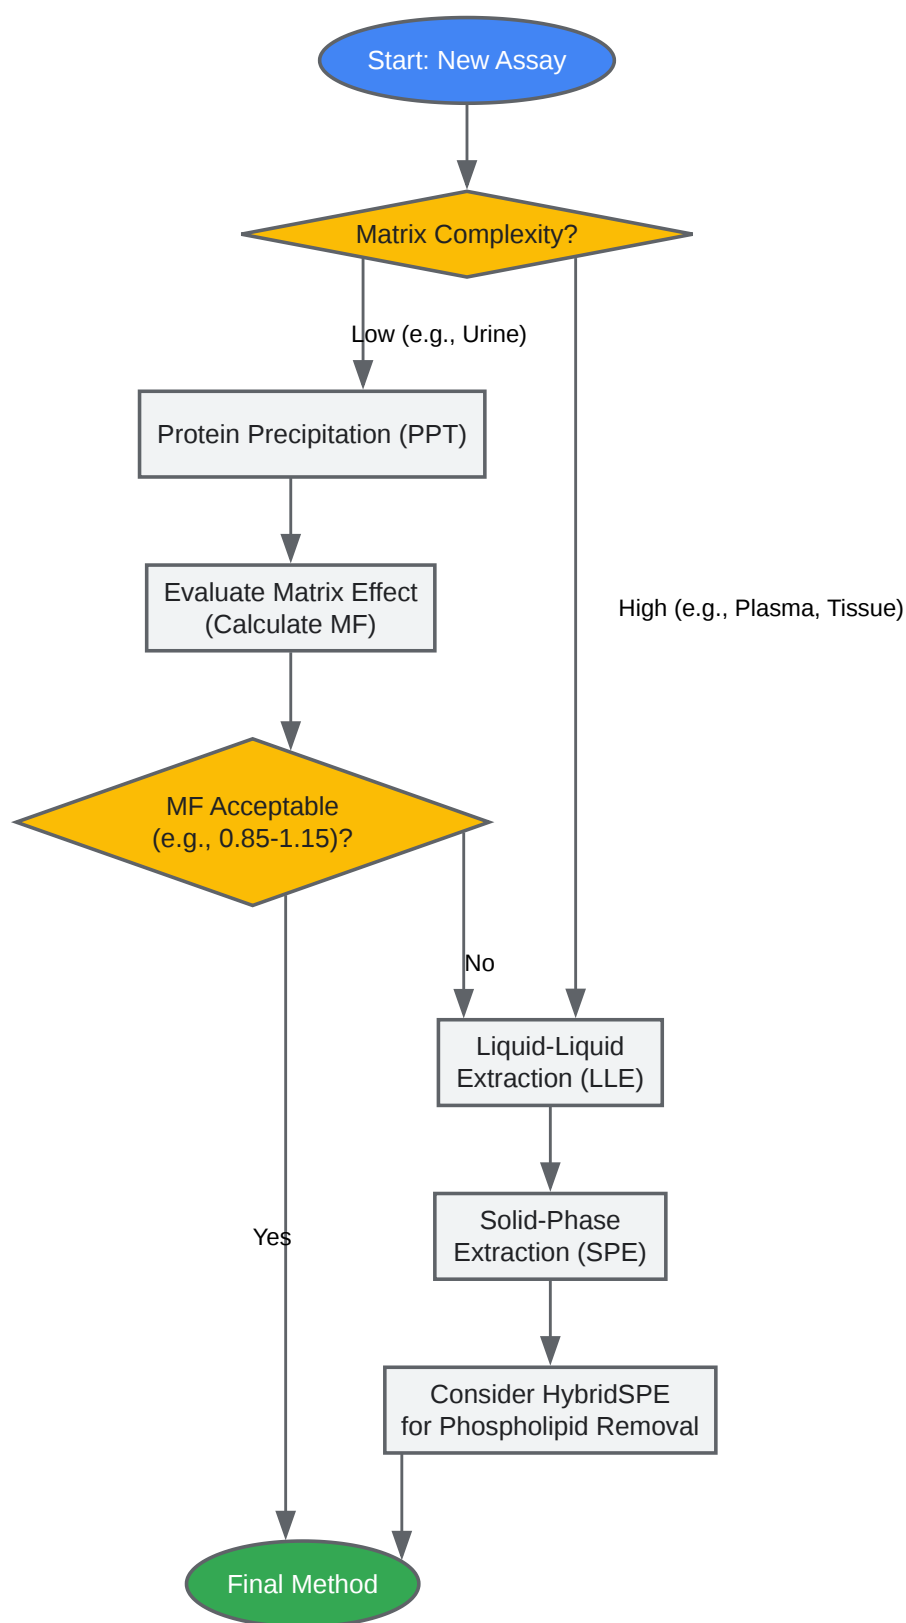 Start: New Assay
Matrix Complexity?
Low (e.g., Urine)
Protein Precipitation (PPT)
Evaluate Matrix Effect
(Calculate MF)
High (e.g., Plasma, Tissue)
MF Acceptable
(e.g., 0.85-1.15)?
No
Liquid-Liquid
Extraction (LLE)
Solid-Phase
Extraction (SPE)
Yes
Consider HybridSPE
for Phospholipid Removal
Final Method